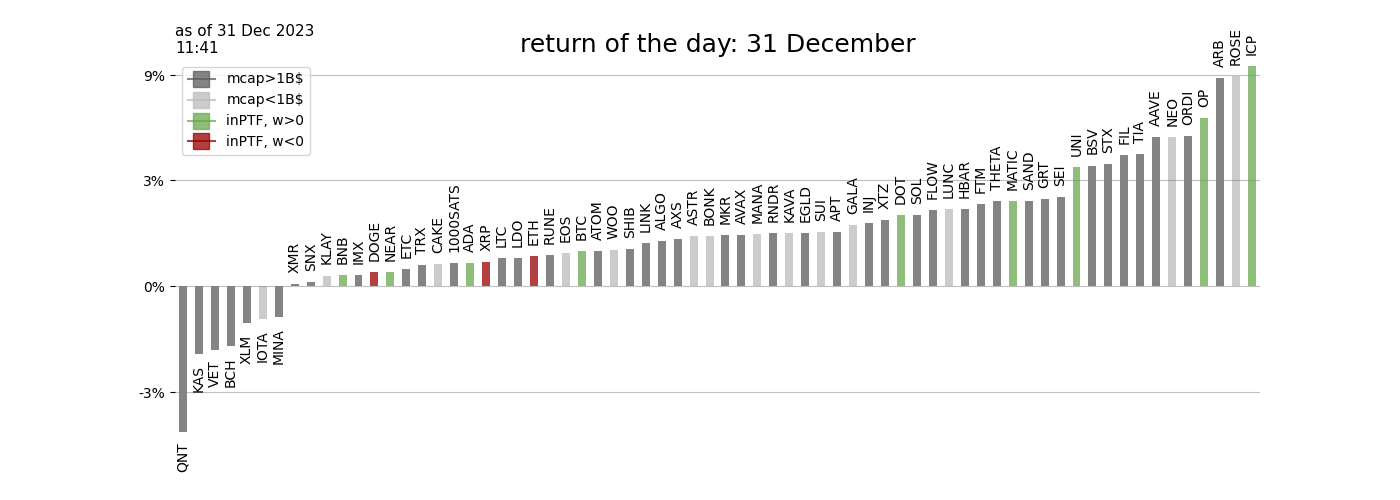 as of 31 Dec 2023
11:41
return of the day: 31 December
mcap>1B$
mcap<1B$
inPTF, w>0
inPTF, w<0
9%
3%
0%
-3%
QNT
KAS
VET
BCH
XLM
IOTA
MINA
XMR
SNX
KLAY
BNB
IMX
DOGE
NEAR
ETC
TRX
CAKE
1000SATS
ADA
XRP
LTC
LDO
ETH
RUNE
EOS
BTC
ATOM
WOO
SHIB
LINK
ALGO
AXS
ASTR
BONK
MKR
AVAX
MANA
RNDR
KAVA
EGLD
SUI
APT
GALA
INJ
XTZ
DOT
SOL
FLOW
LUNC
HBAR
FTM
THETA
MATIC
SAND
GRT
SEI
UNI
BSV
STX
FIL
TIA
AAVE
NEO
ORDI
OP
ARB
ROSE
ICP